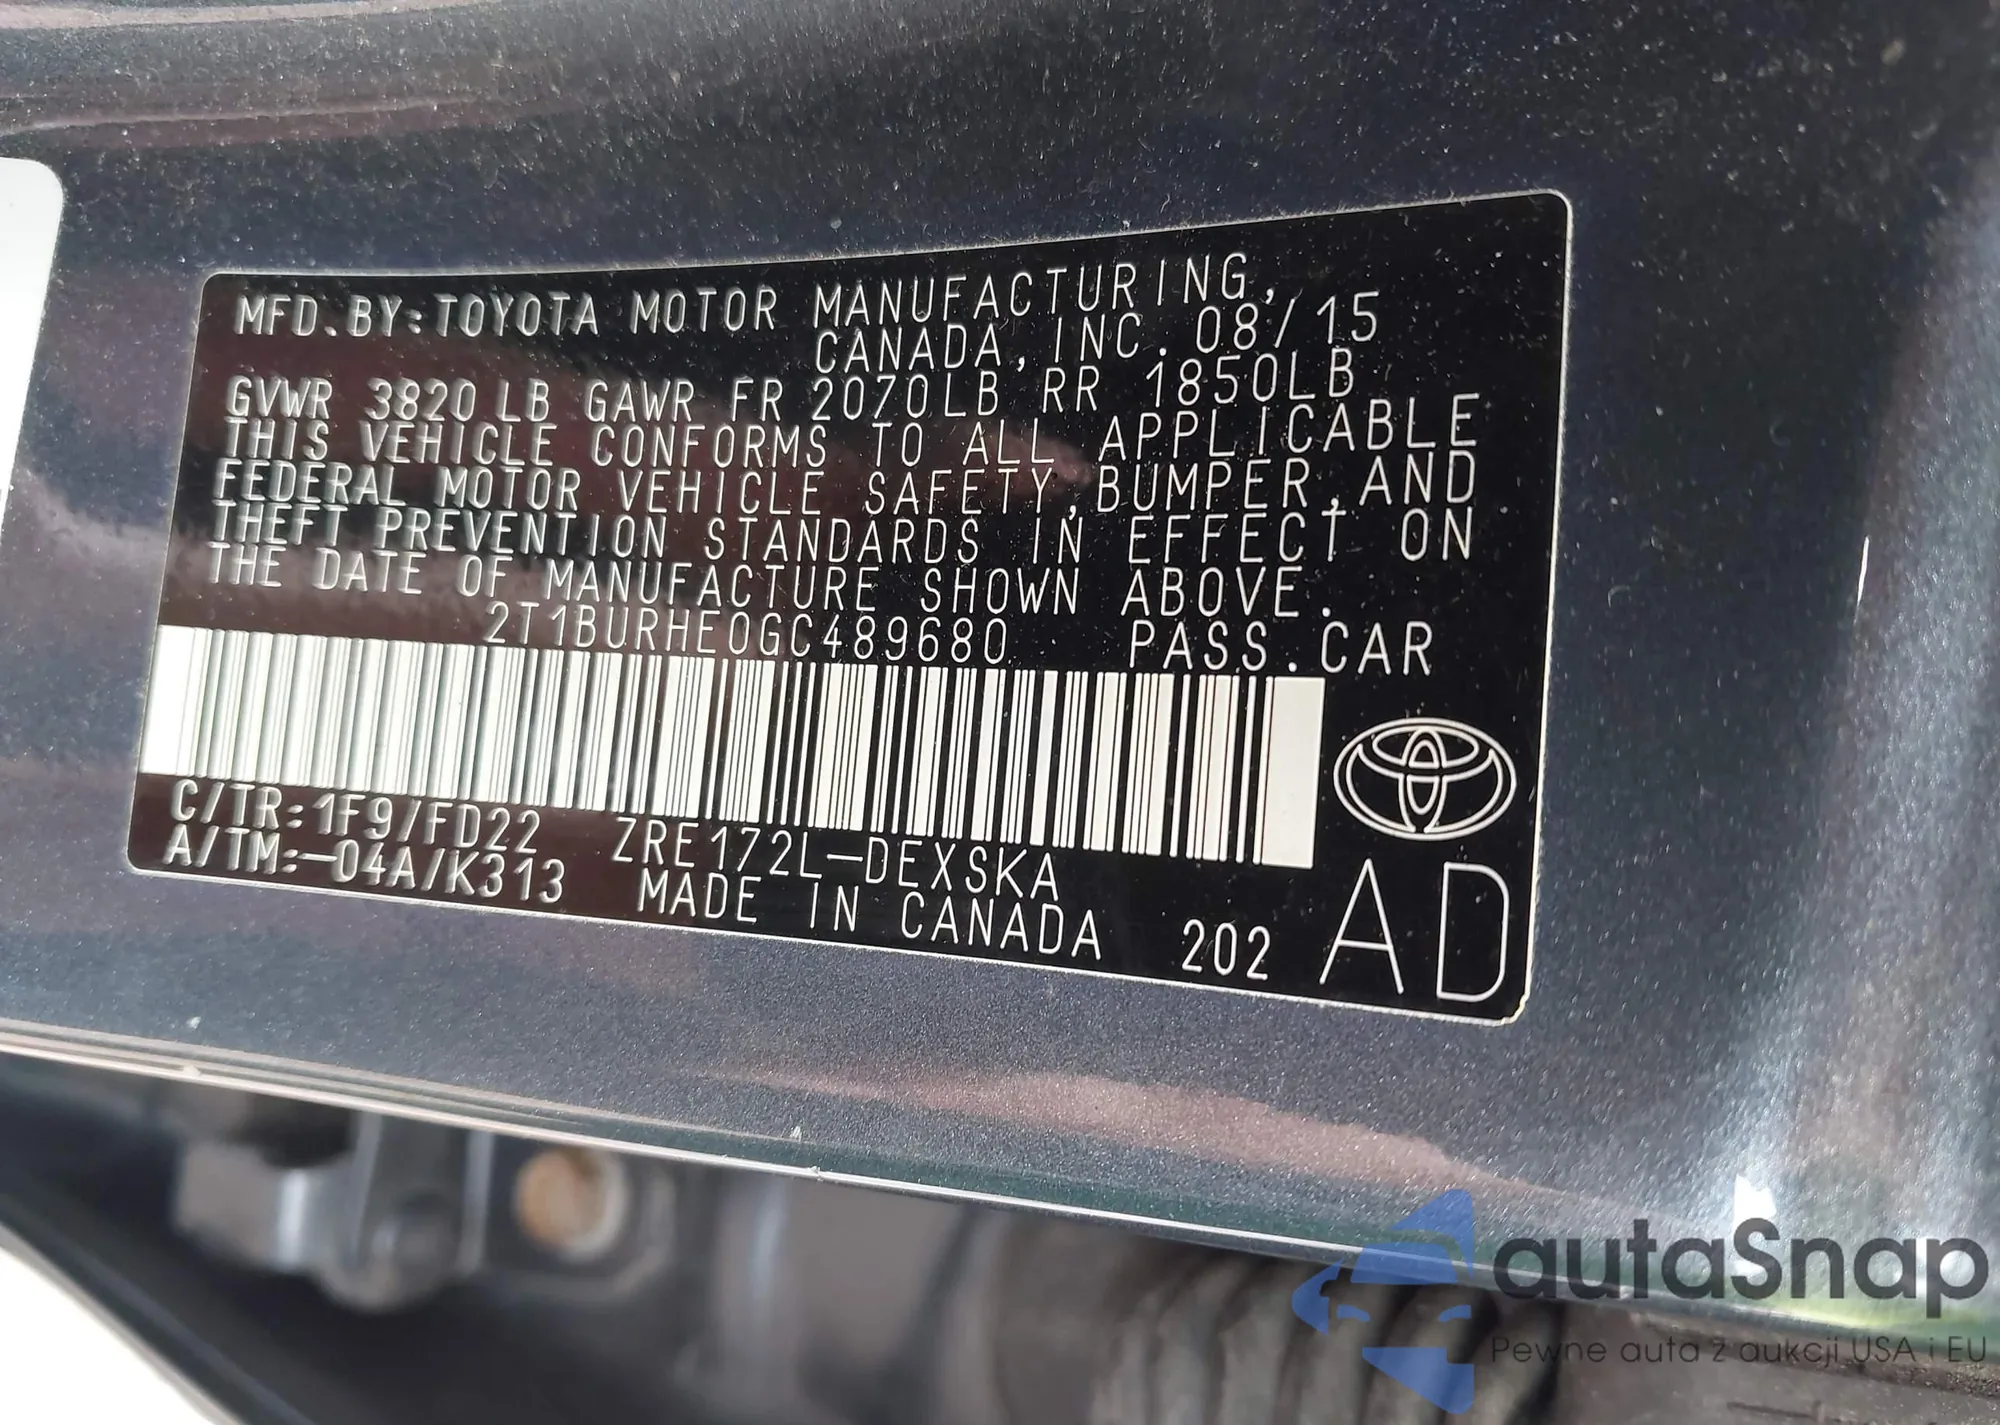 MFD.BY:TOYOTA MOTOR MANUFACTURING,
CANADA, INC. 08/15
GVWR 3820 LB GAWR FR 2070LB RR 1850LB
THIS VEHICLE CONFORMS TO ALL APPLICABLE
FEDERAL MOTOR VEHICLE SAFETY,BUMPER,AND
THEFT PREVENTION STANDARDS IN EFFECT ON
THE DATE OF MANUFACTURE SHOWN ABOVE.
2T1BURHE0GC489680 PASS.CAR
C/TR:1F9/FD22 ZRE172L-DEXSKA
A/TM:-04A/K313 MADE IN CANADA 202 AD
autaSnap
Pewne auta z aukcji USA i EU